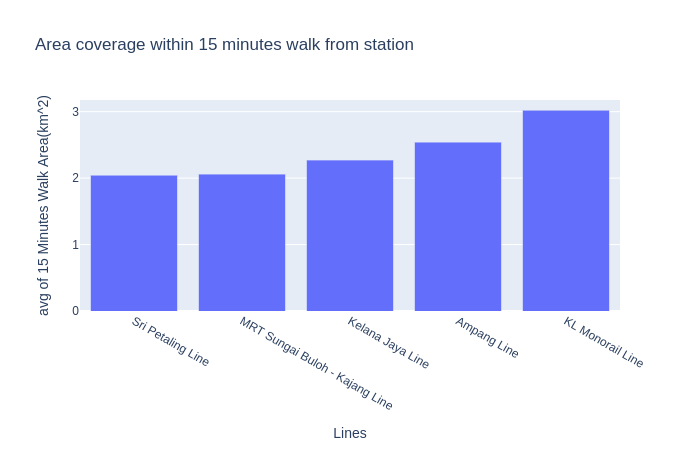 Area coverage within 15 minutes walk from station
avg of 15 Minutes Walk Area(km^2)
3
2
1
0
Sri Petaling Line
MRT Sungai Buloh - Kajang Line
Kelana Jaya Line
Ampang Line
KL Monorail Line
Lines